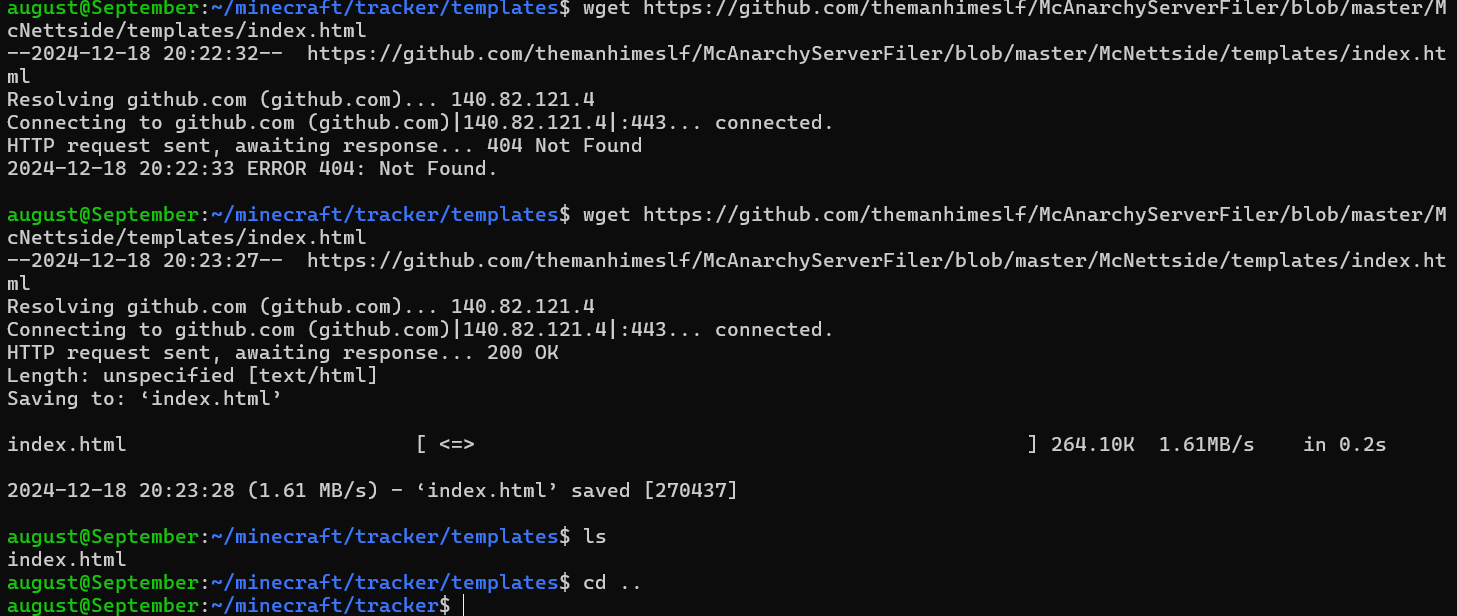 august@September:~/minecraft/tracker/templates$ wget https://github.com/themanhimeslf/McAnarchyServerFiler/blob/master/M
cNettside/templates/index.html
--2024-12-18 20:22:32--  https://github.com/themanhimeslf/McAnarchyServerFiler/blob/master/McNettside/templates/index.ht
ml
Resolving github.com (github.com)... 140.82.121.4
Connecting to github.com (github.com)|140.82.121.4|:443... connected.
HTTP request sent, awaiting response... 404 Not Found
2024-12-18 20:22:33 ERROR 404: Not Found.
august@September:~/minecraft/tracker/templates$ wget https://github.com/themanhimeslf/McAnarchyServerFiler/blob/master/M
cNettside/templates/index.html
--2024-12-18 20:23:27--  https://github.com/themanhimeslf/McAnarchyServerFiler/blob/master/McNettside/templates/index.ht
ml
Resolving github.com (github.com)... 140.82.121.4
Connecting to github.com (github.com)|140.82.121.4|:443... connected.
HTTP request sent, awaiting response... 200 OK
Length: unspecified [text/html]
Saving to: ‘index.html’
index.html                        [ <=>                                              ] 264.10K  1.61MB/s    in 0.2s
2024-12-18 20:23:28 (1.61 MB/s) - ‘index.html’ saved [270437]
august@September:~/minecraft/tracker/templates$ ls
index.html
august@September:~/minecraft/tracker/templates$ cd ..
august@September:~/minecraft/tracker$